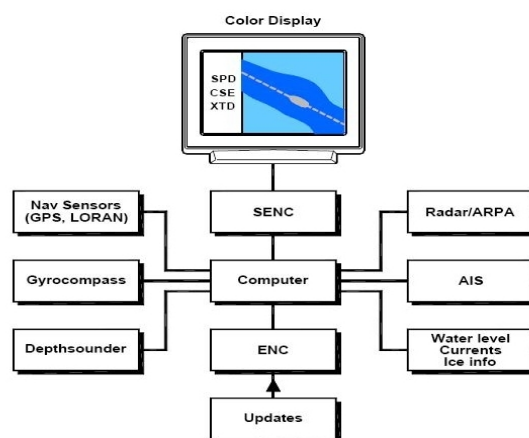 Color Display
SPD
CSE
XTD
Nav Sensors
(GPS, LORAN)
SENC
Radar/ARPA
Gyrocompass
Computer
AIS
Depthsounder
ENC
Water level
Currents
Ice info
Updates